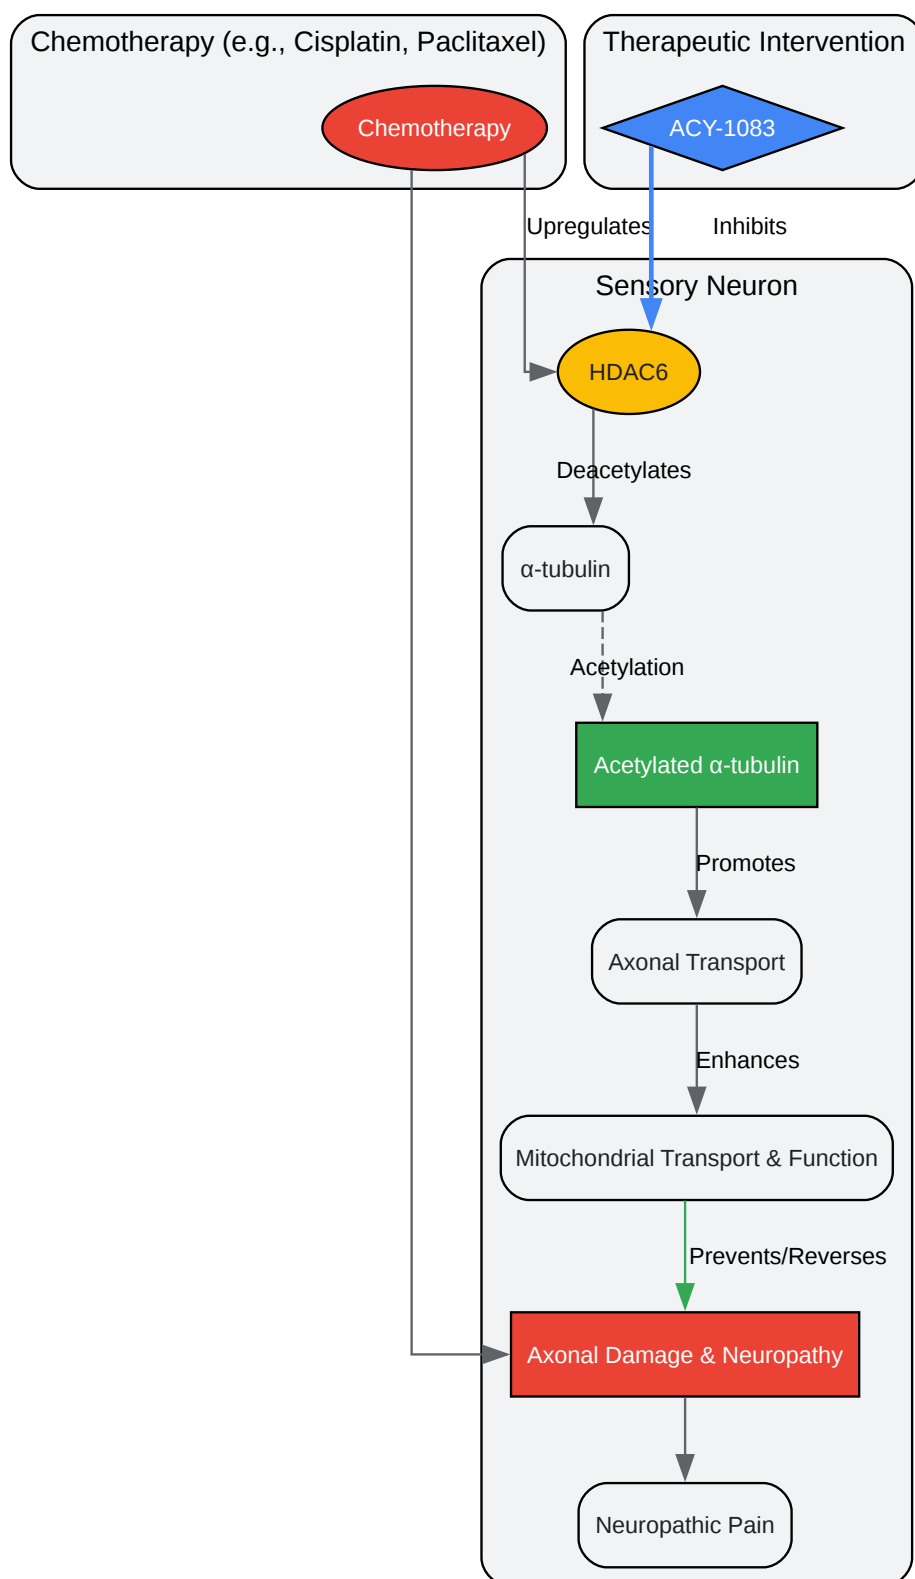 Chemotherapy (e.g., Cisplatin, Paclitaxel)
Therapeutic Intervention
Chemotherapy
ACY-1083
Upregulates
Inhibits
Sensory Neuron
HDAC6
Deacetylates
α-tubulin
Acetylation
Acetylated α-tubulin
Promotes
Axonal Transport
Enhances
Mitochondrial Transport & Function
Prevents/Reverses
Axonal Damage & Neuropathy
Neuropathic Pain